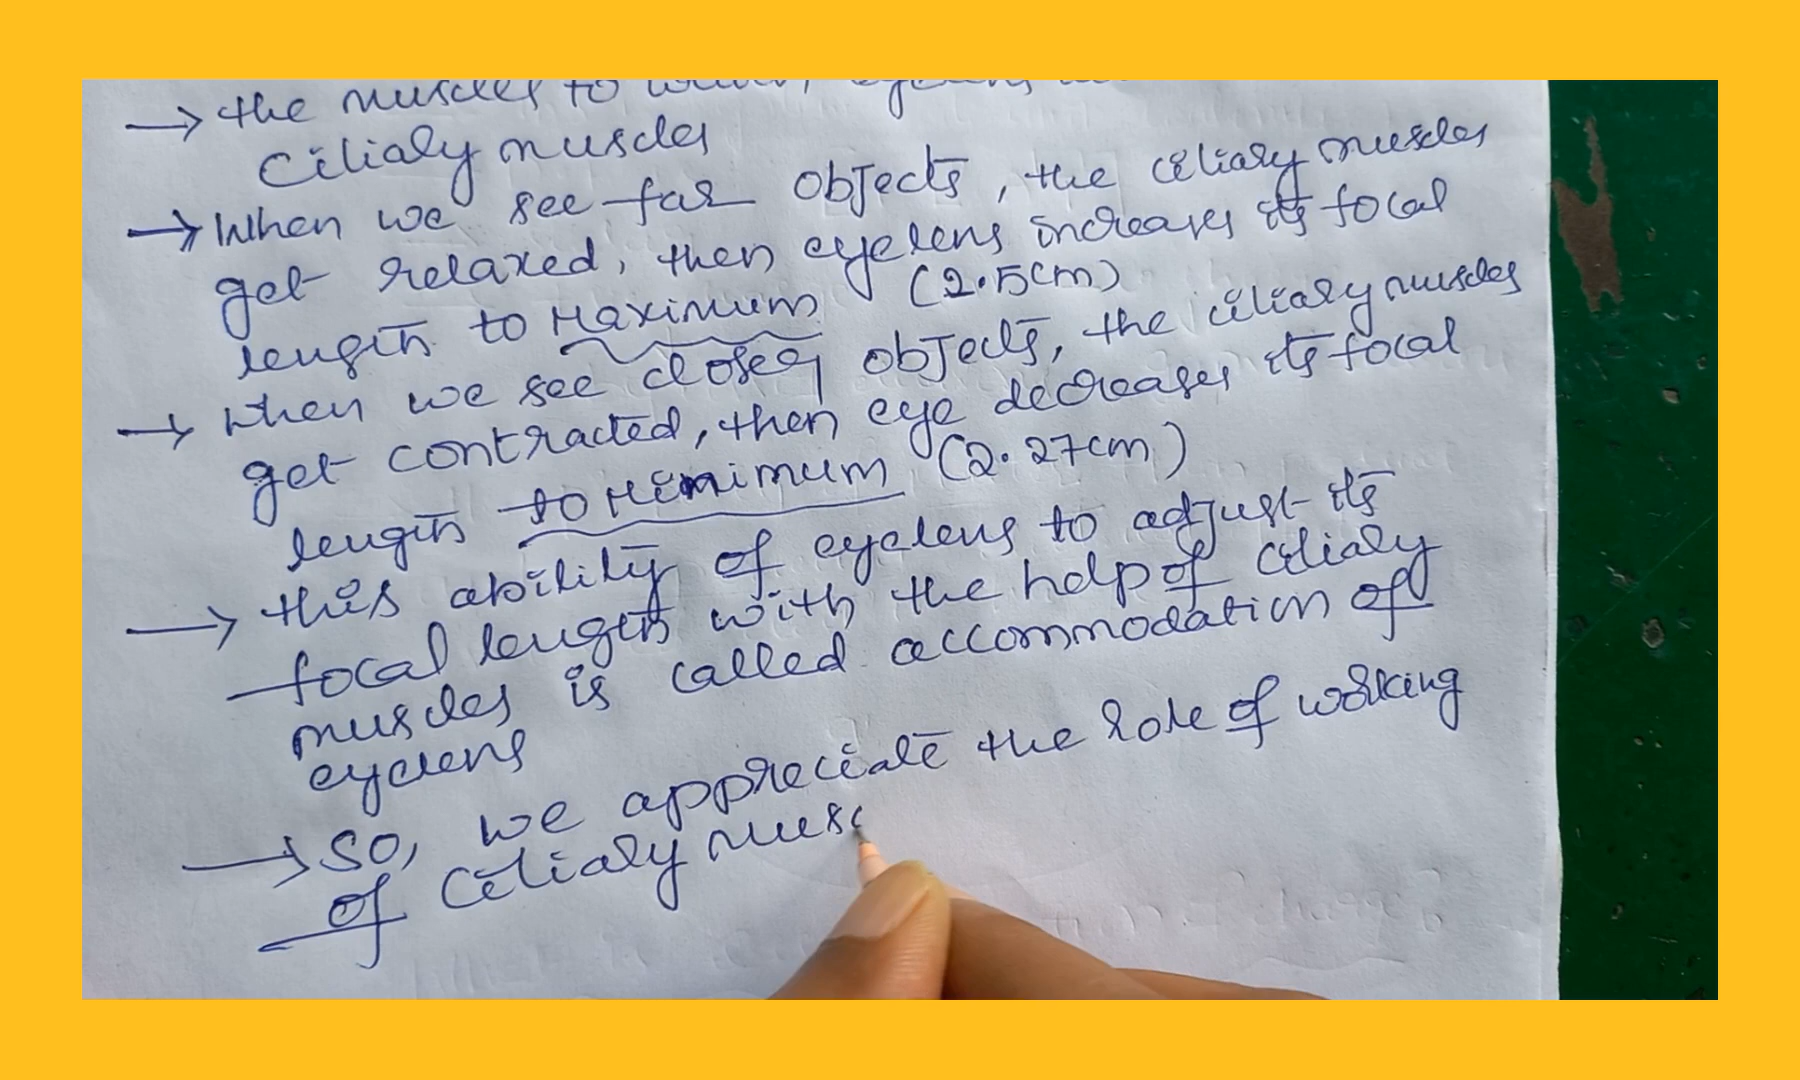 → the muscles to which eyelens
Ciliary muscles
→ When we see far objects, the ciliary muscles
get relaxed, then eyelens increases its focal
length to Maximum (2.5cm)
→ when we see closer objects, the ciliary muscles
get contracted, then eye decreases its focal
length to Minimum (2.27cm)
→ this ability of eyelens to adjust its
focal length with the help of ciliary
muscles is called accommodation of
eyelens
→ So, we appreciate the role of working
of ciliary musc